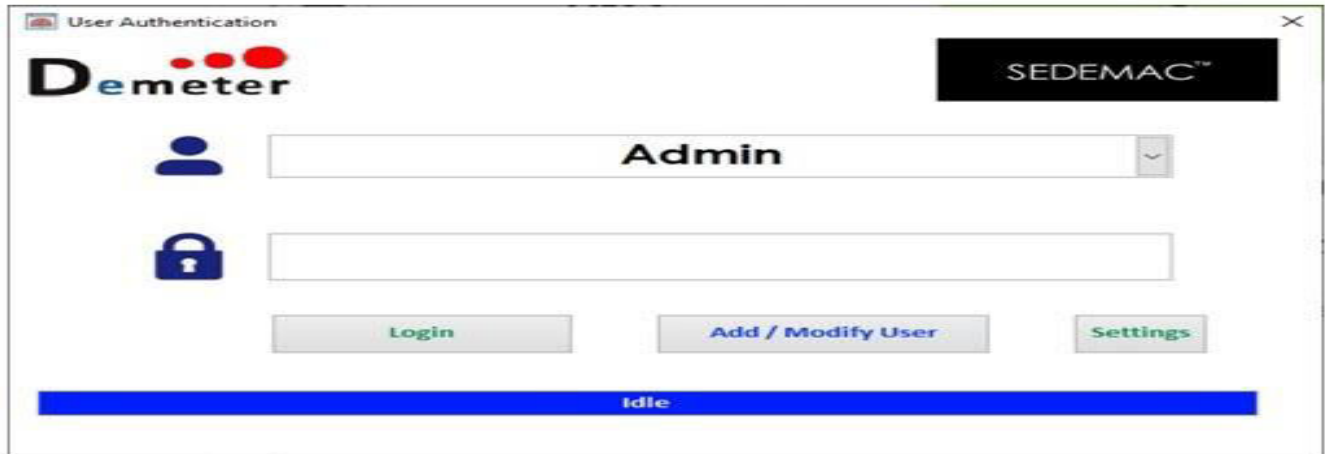 User Authentication
Demeter
SEDEMAC™
Admin
Login
Add / Modify User
Settings
Idle